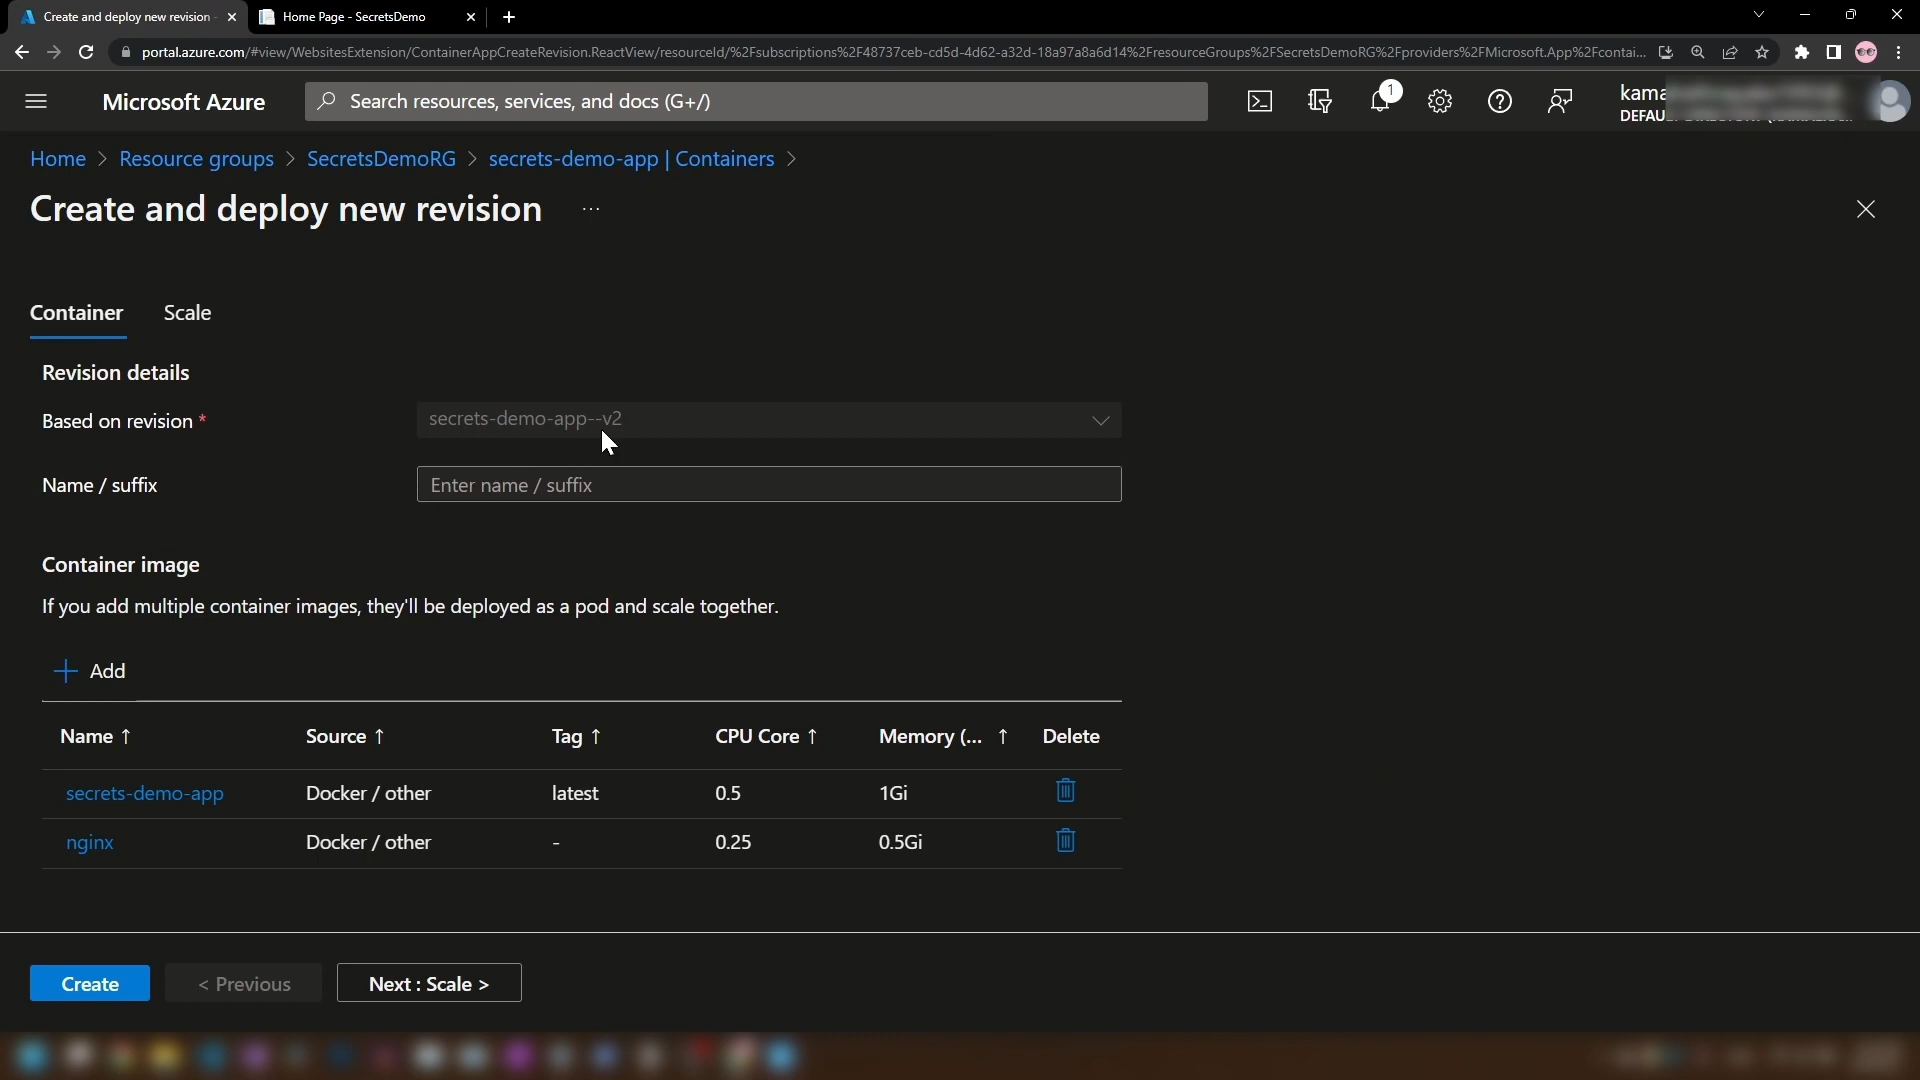 Create and deploy new revision -
Home Page - SecretsDemo
portal.azure.com/#view/WebsitesExtension/ContainerAppCreateRevision.ReactView/resourceId/%2Fsubscriptions%2F48737ceb-cd5d-4d62-a32d-18a97a8a6d14%2FresourceGroups%2FSecretsDemoRG%2Fproviders%2FMicrosoft.App%2Fcontai...
Microsoft Azure
Search resources, services, and docs (G+/)
1
kama
DEFAU
Home > Resource groups > SecretsDemoRG > secrets-demo-app | Containers >
Create and deploy new revision ...
Container Scale
Revision details
Based on revision *
secrets-demo-app--v2
Name / suffix
Enter name / suffix
Container image
If you add multiple container images, they'll be deployed as a pod and scale together.
+ Add
Name ↑ Source ↑ Tag ↑ CPU Core ↑ Memory (... ↑ Delete
secrets-demo-app Docker / other latest 0.5 1Gi
nginx Docker / other - 0.25 0.5Gi
Create < Previous Next : Scale >